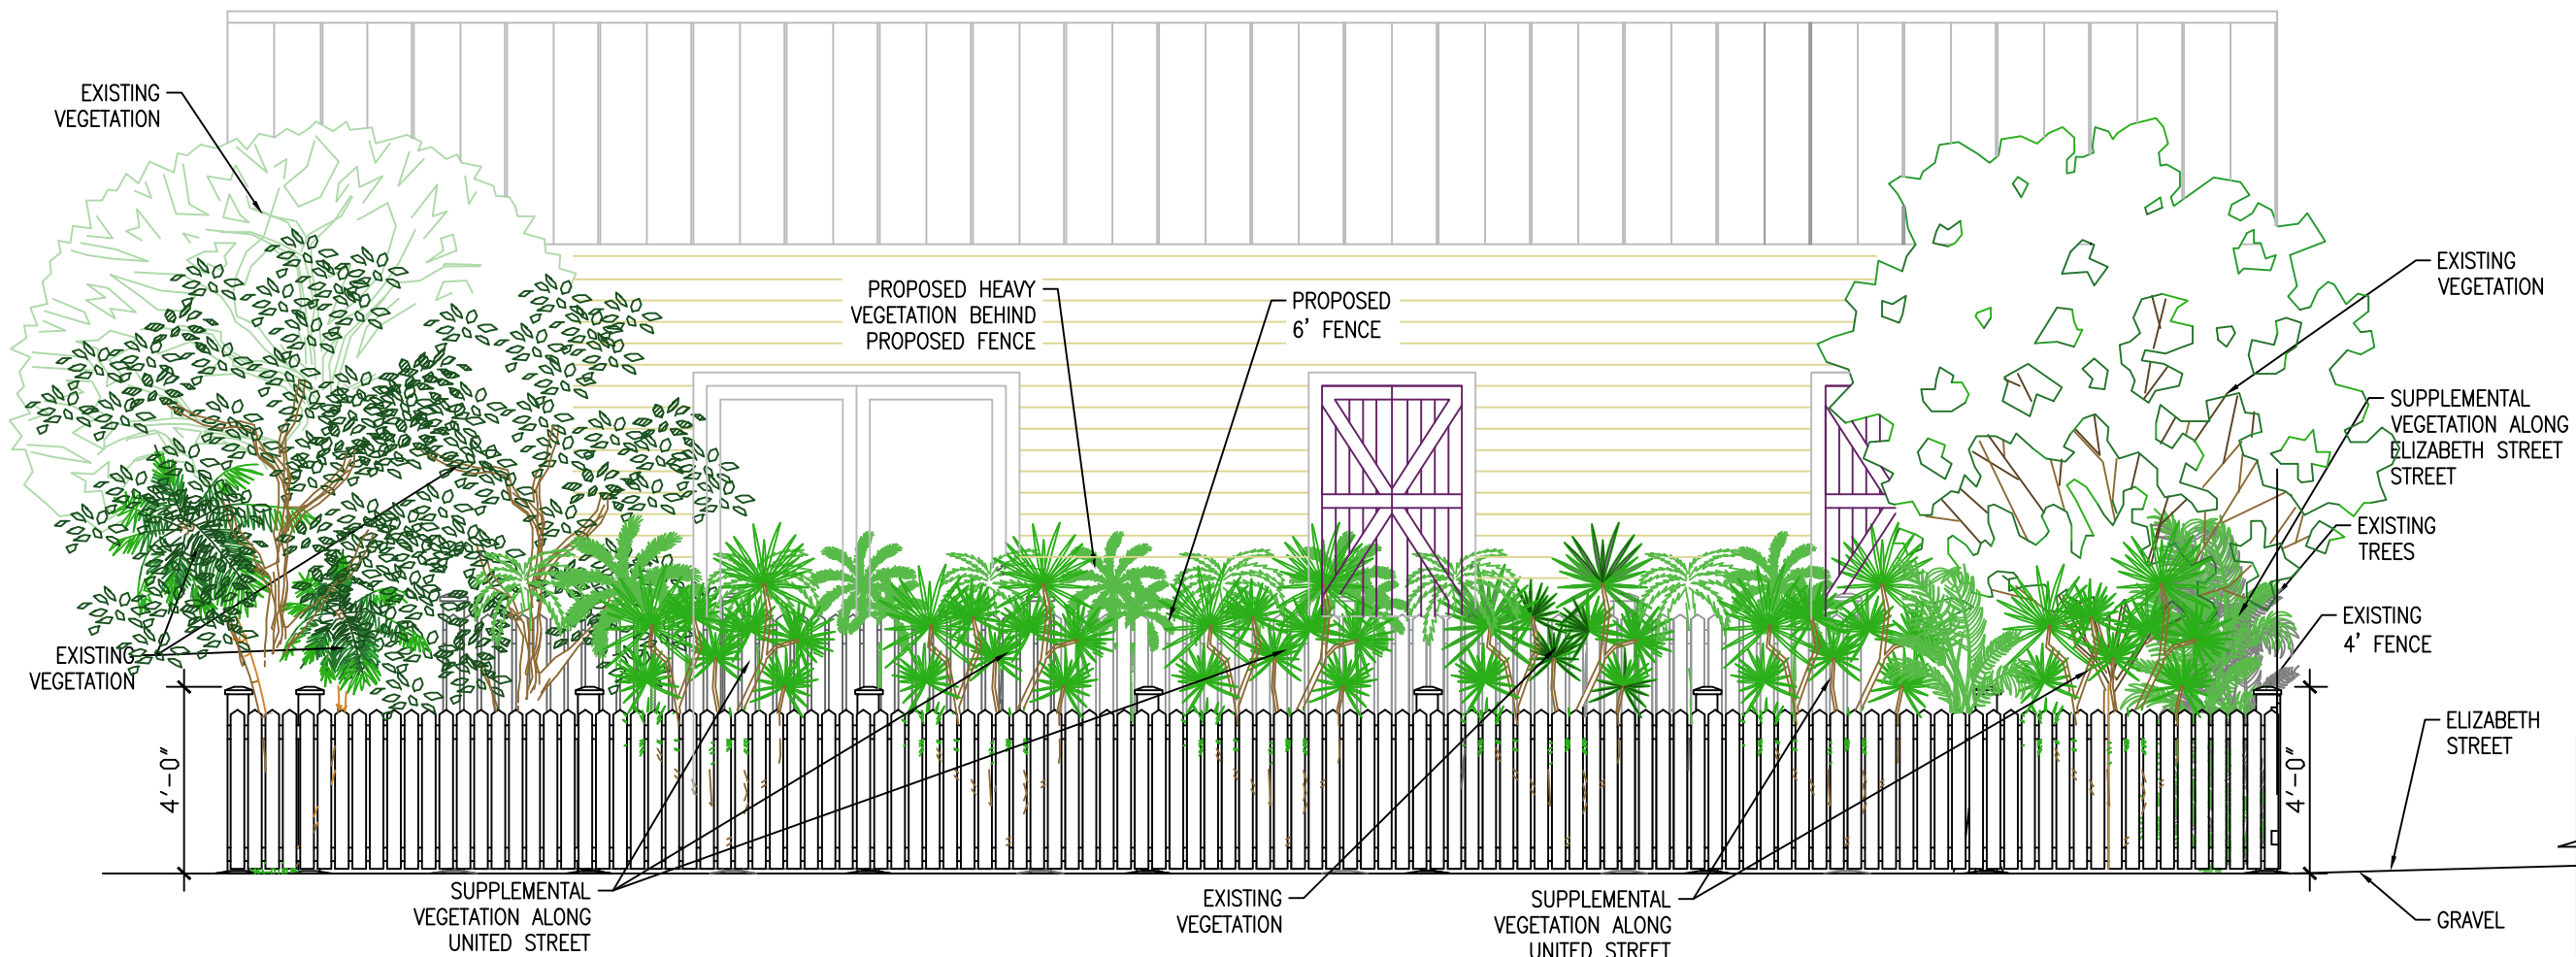 EXISTING
VEGETATION
PROPOSED HEAVY
VEGETATION BEHIND
PROPOSED FENCE
PROPOSED
6' FENCE
EXISTING
VEGETATION
SUPPLEMENTAL
VEGETATION ALONG
ELIZABETH STREET
STREET
EXISTING
TREES
EXISTING
4' FENCE
EXISTING
VEGETATION
4'-0"
4'-0"
ELIZABETH
STREET
SUPPLEMENTAL
VEGETATION ALONG
UNITED STREET
EXISTING
VEGETATION
SUPPLEMENTAL
VEGETATION ALONG
UNITED STREET
GRAVEL